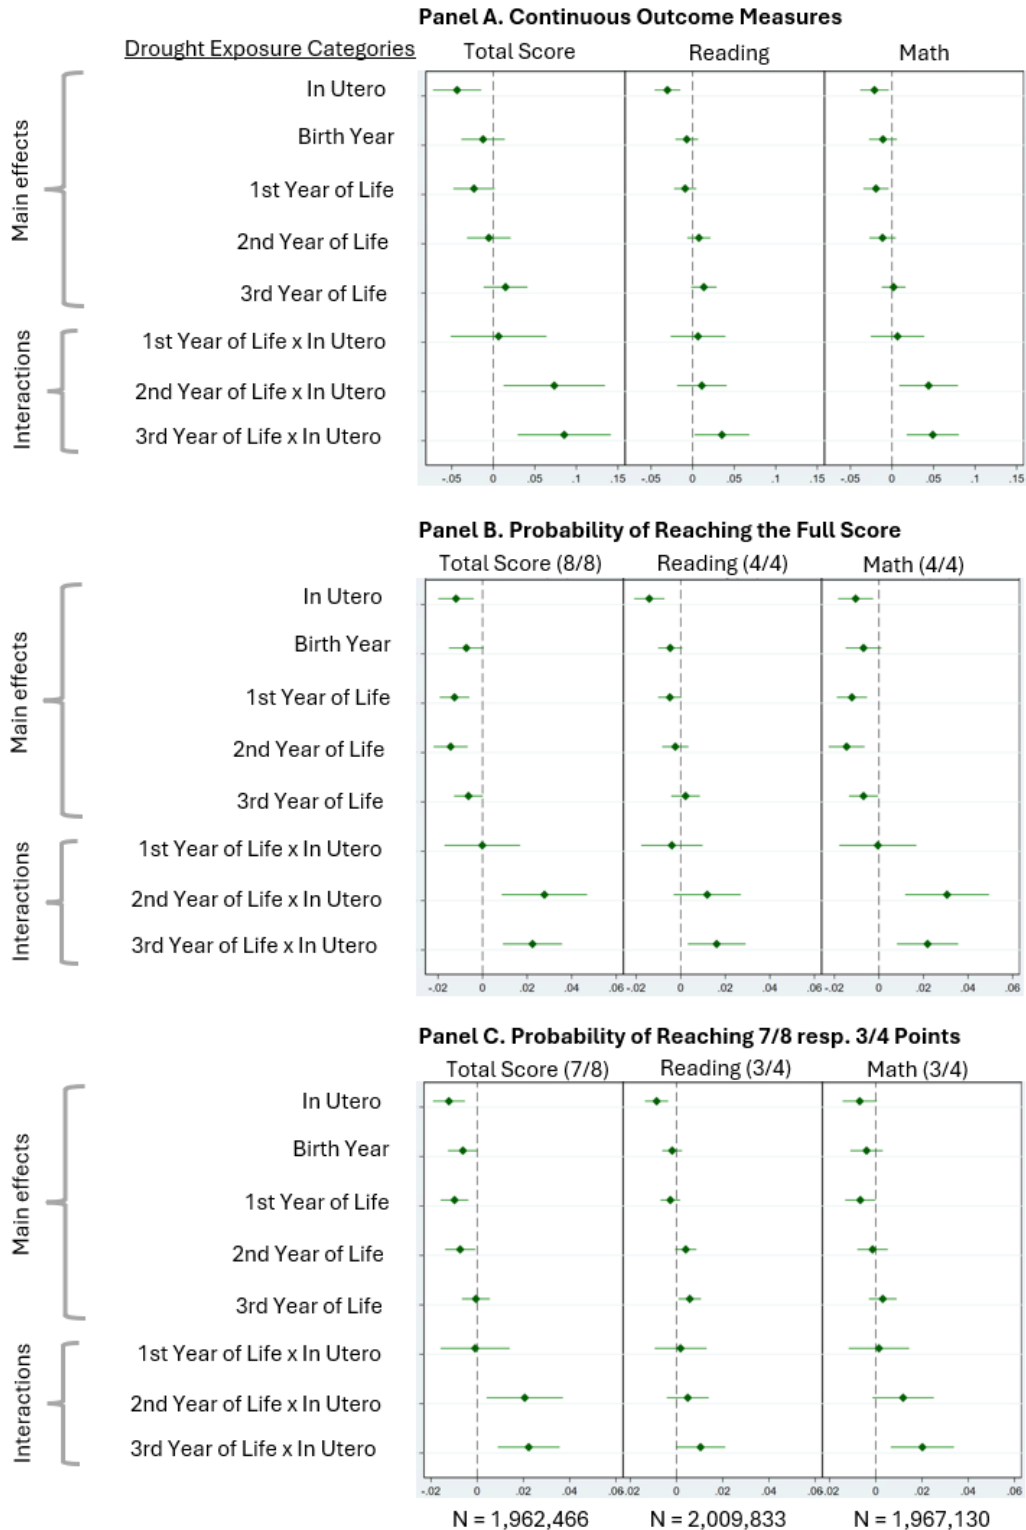 Panel A. Continuous Outcome Measures
Drought Exposure Categories Total Score Reading Math
Main effects
In Utero
Birth Year
1st Year of Life
2nd Year of Life
3rd Year of Life
Interactions
1st Year of Life x In Utero
2nd Year of Life x In Utero
3rd Year of Life x In Utero
-.05 0 .05 .1 .15 -.05 0 .05 .1 .15 -.05 0 .05 .1 .15
Panel B. Probability of Reaching the Full Score
Total Score (8/8) Reading (4/4) Math (4/4)
Main effects
In Utero
Birth Year
1st Year of Life
2nd Year of Life
3rd Year of Life
Interactions
1st Year of Life x In Utero
2nd Year of Life x In Utero
3rd Year of Life x In Utero
-.02 0 .02 .04 .06 -.02 0 .02 .04 .06 -.02 0 .02 .04 .06
Panel C. Probability of Reaching 7/8 resp. 3/4 Points
Total Score (7/8) Reading (3/4) Math (3/4)
Main effects
In Utero
Birth Year
1st Year of Life
2nd Year of Life
3rd Year of Life
Interactions
1st Year of Life x In Utero
2nd Year of Life x In Utero
3rd Year of Life x In Utero
-.02 0 .02 .04 .06 -.02 0 .02 .04 .06 -.02 0 .02 .04 .06
N = 1,962,466 N = 2,009,833 N = 1,967,130